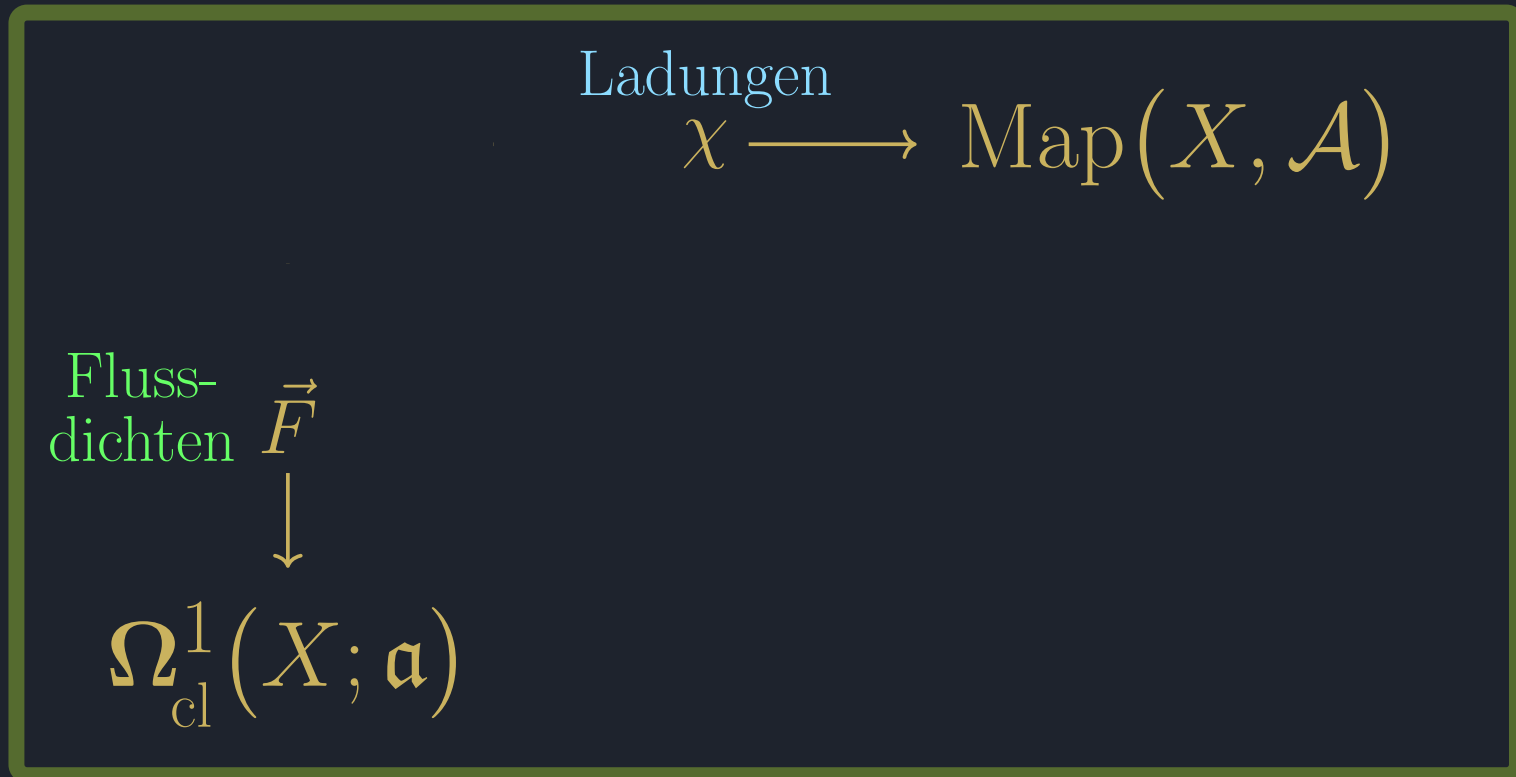 Ladungen
χ ⟶ Map(X, 𝒜)
Fluss-
dichten
F⃗
↓
Ω¹_cl(X; 𝔞)